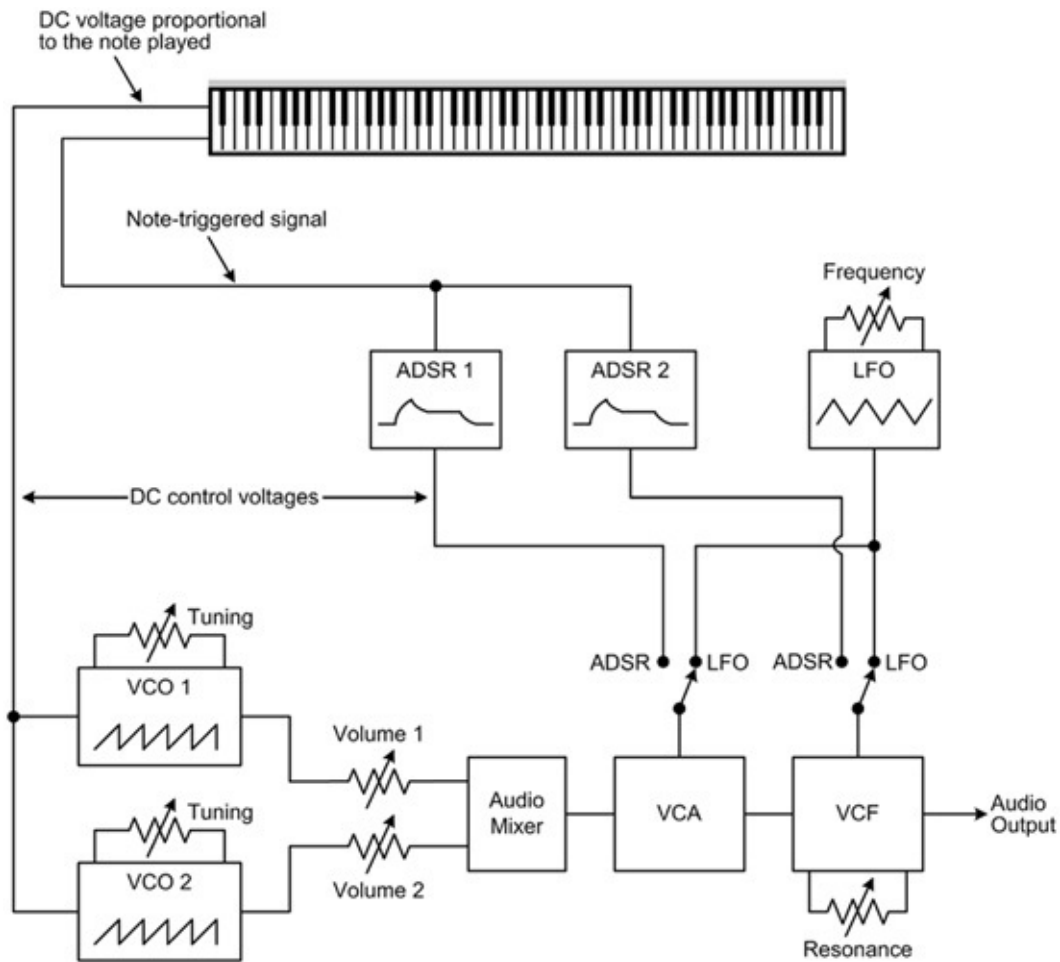 DC voltage proportional
to the note played
Note-triggered signal
Frequency
ADSR 1
ADSR 2
LFO
DC control voltages
Tuning
VCO 1
ADSR
LFO
ADSR
LFO
Volume 1
Audio
Mixer
VCA
VCF
Audio
Output
Tuning
VCO 2
Volume 2
Resonance